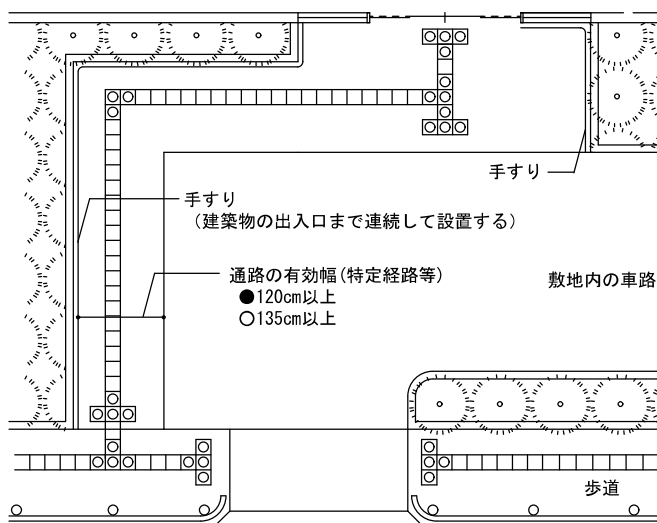 手すり
手すり
(建築物の出入口まで連続して設置する)
通路の有効幅(特定経路等)
●120cm以上
○135cm以上
敷地内の車路
歩道